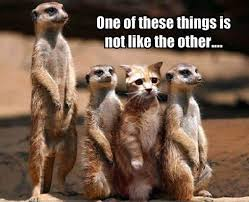 One of these things is
not like the other....